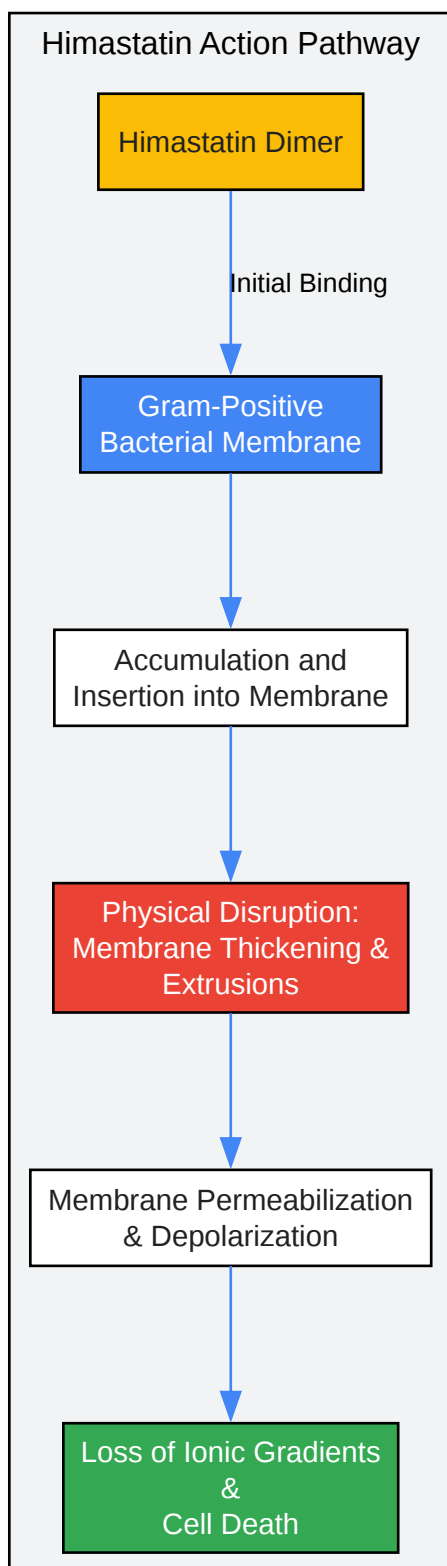 Himastatin Action Pathway
Himastatin Dimer
Initial Binding
Gram-Positive
Bacterial Membrane
Accumulation and
Insertion into Membrane
Physical Disruption:
Membrane Thickening &
Extrusions
Membrane Permeabilization
& Depolarization
Loss of Ionic Gradients
&
Cell Death